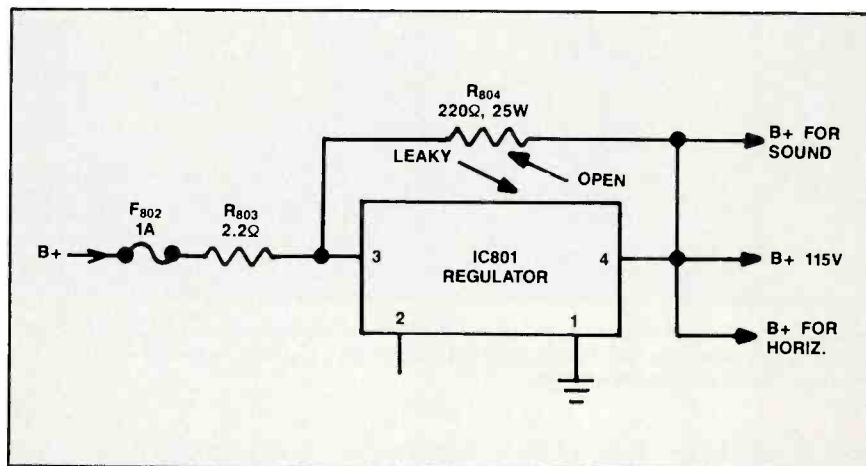 R804
220Ω, 25W
LEAKY
OPEN
B+ FOR
SOUND
F802
1A
R803
2.2Ω
B+
3
IC801
REGULATOR
4
B+ 115V
2
1
B+ FOR
HORIZ.